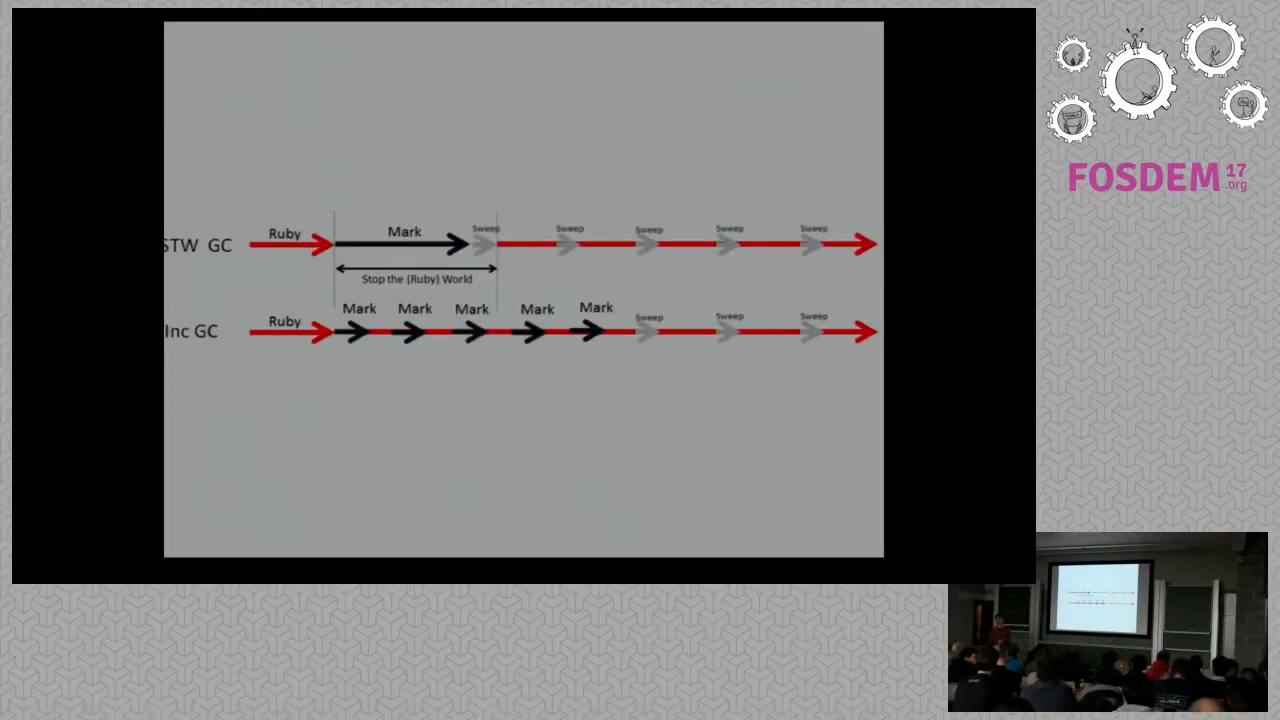 Ruby Mark Sweep Sweep Sweep Sweep Sweep
STW GC
Stop the (Ruby) World
Mark Mark Mark Mark Mark
Ruby Sweep Sweep Sweep
Inc GC
FOSDEM 17
.org